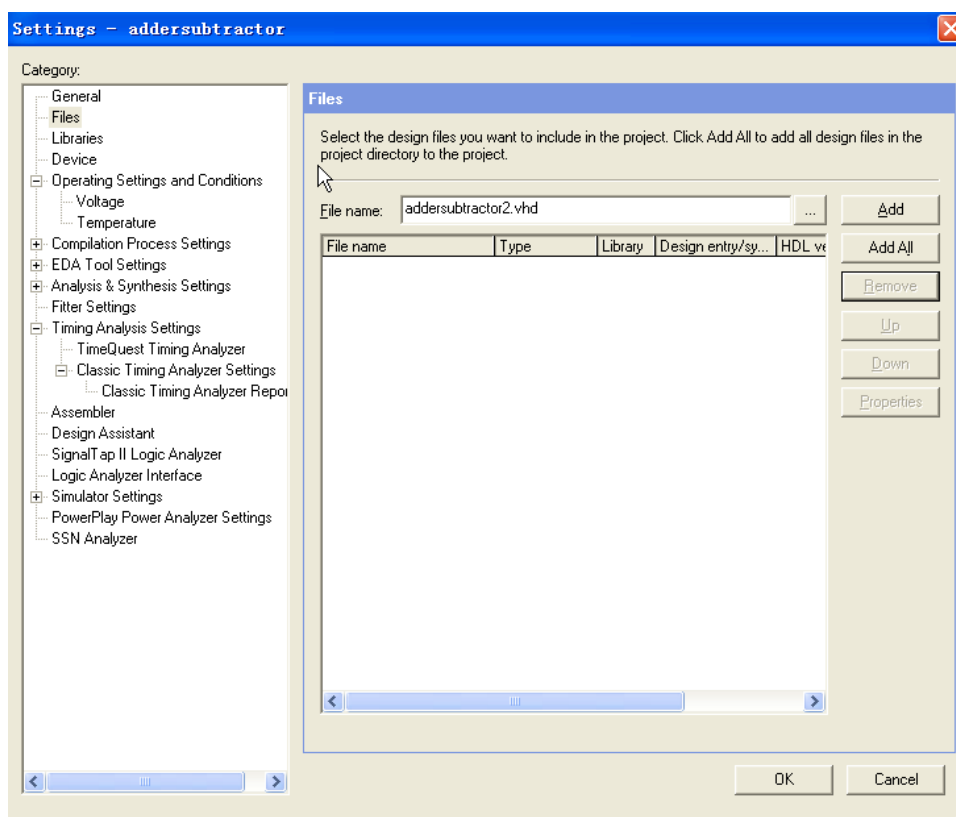 Settings - addersubtractor
Category:
General
Files
Libraries
Device
Operating Settings and Conditions
Voltage
Temperature
Compilation Process Settings
EDA Tool Settings
Analysis & Synthesis Settings
Fitter Settings
Timing Analysis Settings
TimeQuest Timing Analyzer
Classic Timing Analyzer Settings
Classic Timing Analyzer Repor
Assembler
Design Assistant
SignalTap II Logic Analyzer
Logic Analyzer Interface
Simulator Settings
PowerPlay Power Analyzer Settings
SSN Analyzer
Files
Select the design files you want to include in the project. Click Add All to add all design files in the
project directory to the project.
File name: addersubtractor2.vhd ... Add
File name Type Library Design entry/sy... HDL ve Add All
Remove
Up
Down
Properties
OK Cancel